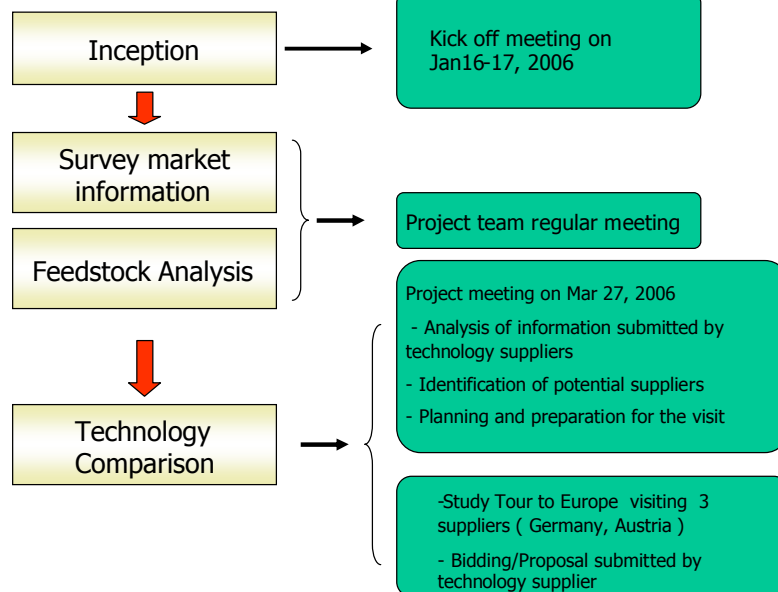 Inception
Kick off meeting on
Jan16-17, 2006
Survey market
information
Feedstock Analysis
Project team regular meeting
Project meeting on Mar 27, 2006
- Analysis of information submitted by
technology suppliers
- Identification of potential suppliers
- Planning and preparation for the visit
Technology
Comparison
-Study Tour to Europe visiting 3
suppliers ( Germany, Austria )
- Bidding/Proposal submitted by
technology supplier